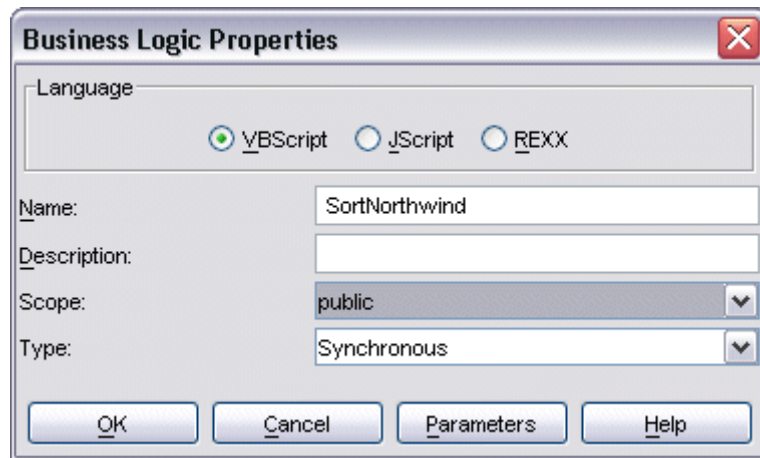 Business Logic Properties
Language
VBScript JScript REXX
Name: SortNorthwind
Description:
Scope: public
Type: Synchronous
OK Cancel Parameters Help